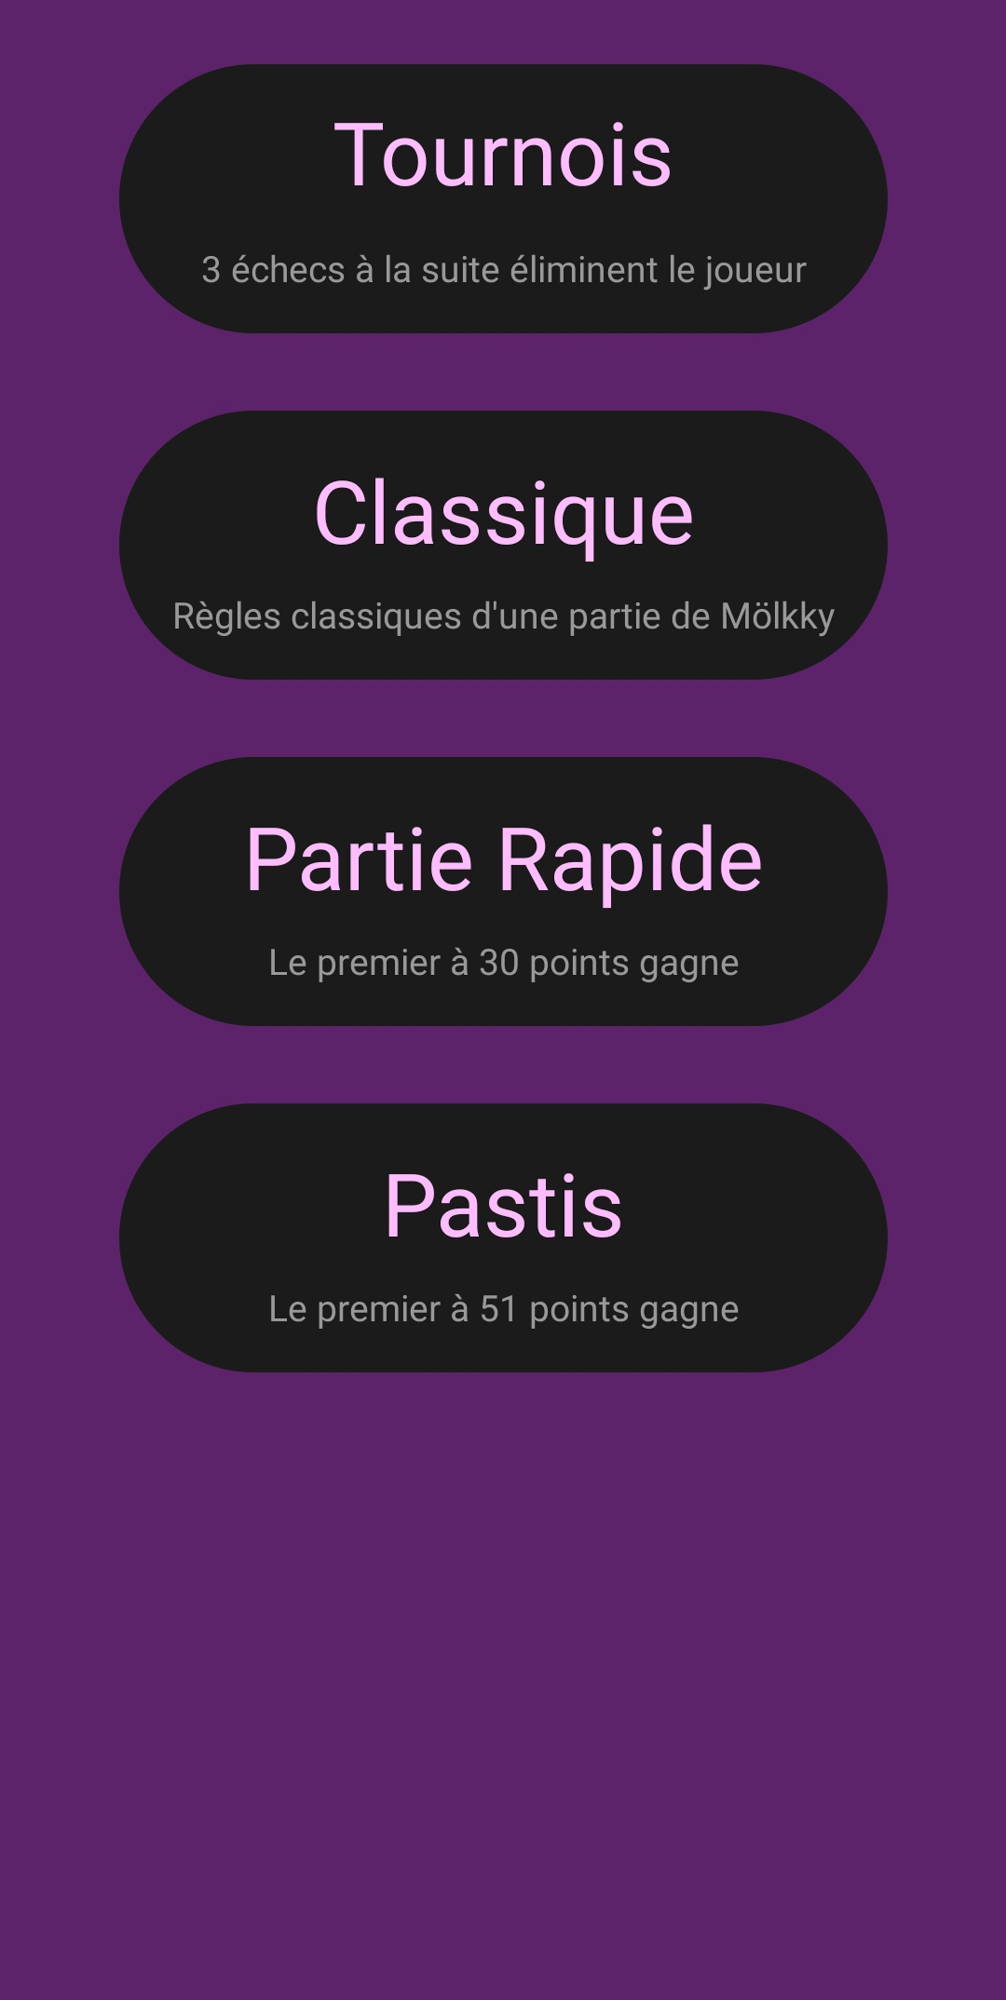 Tournois
3 échecs à la suite éliminent le joueur
Classique
Règles classiques d'une partie de Mölkky
Partie Rapide
Le premier à 30 points gagne
Pastis
Le premier à 51 points gagne